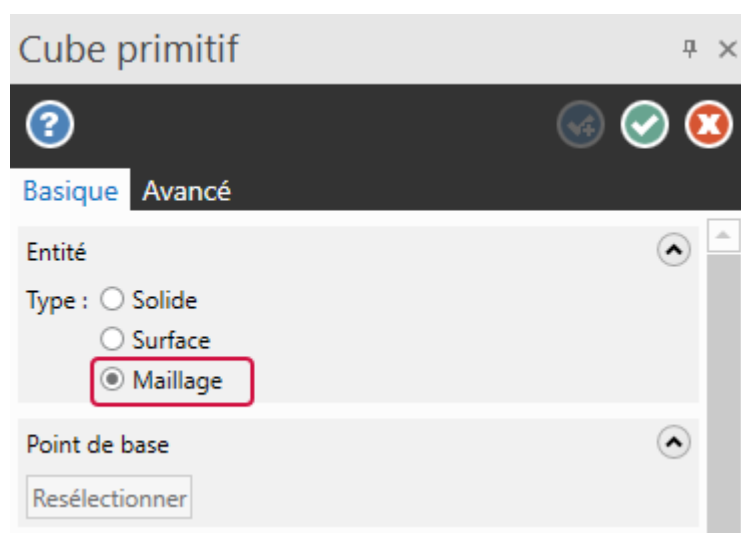 Cube primitif
Basique Avancé
Entité
Type : Solide
Surface
Maillage
Point de base
Resélectionner